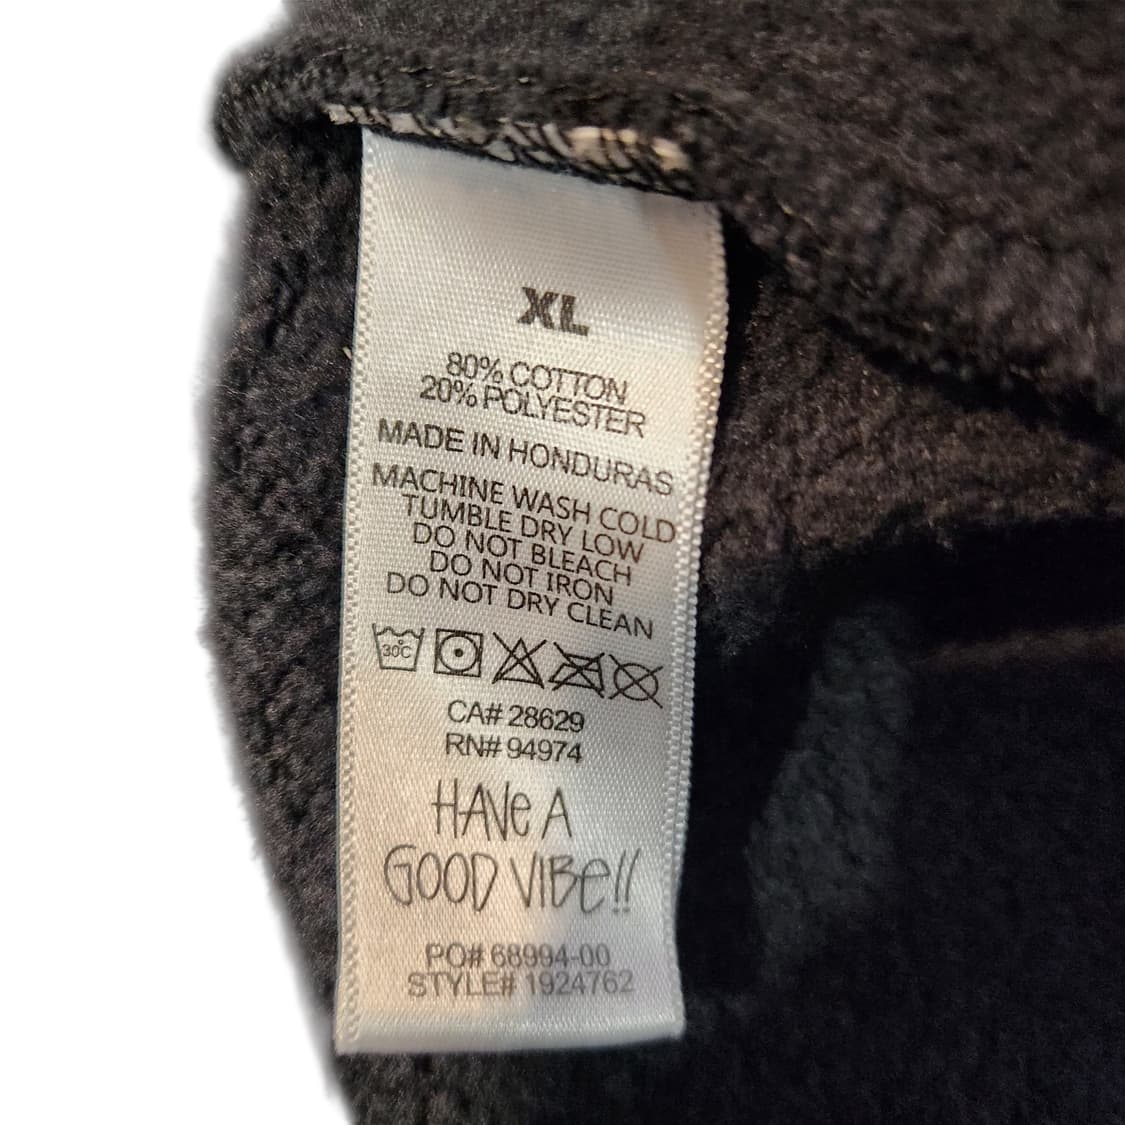 XL
80% COTTON
20% POLYESTER
MADE IN HONDURAS
MACHINE WASH COLD
TUMBLE DRY LOW
DO NOT BLEACH
DO NOT IRON
DO NOT DRY CLEAN
30°C
CA# 28629
RN# 94974
HAVe A
GOOD VIBe!!
PO# 68994-00
STYLE# 1924762